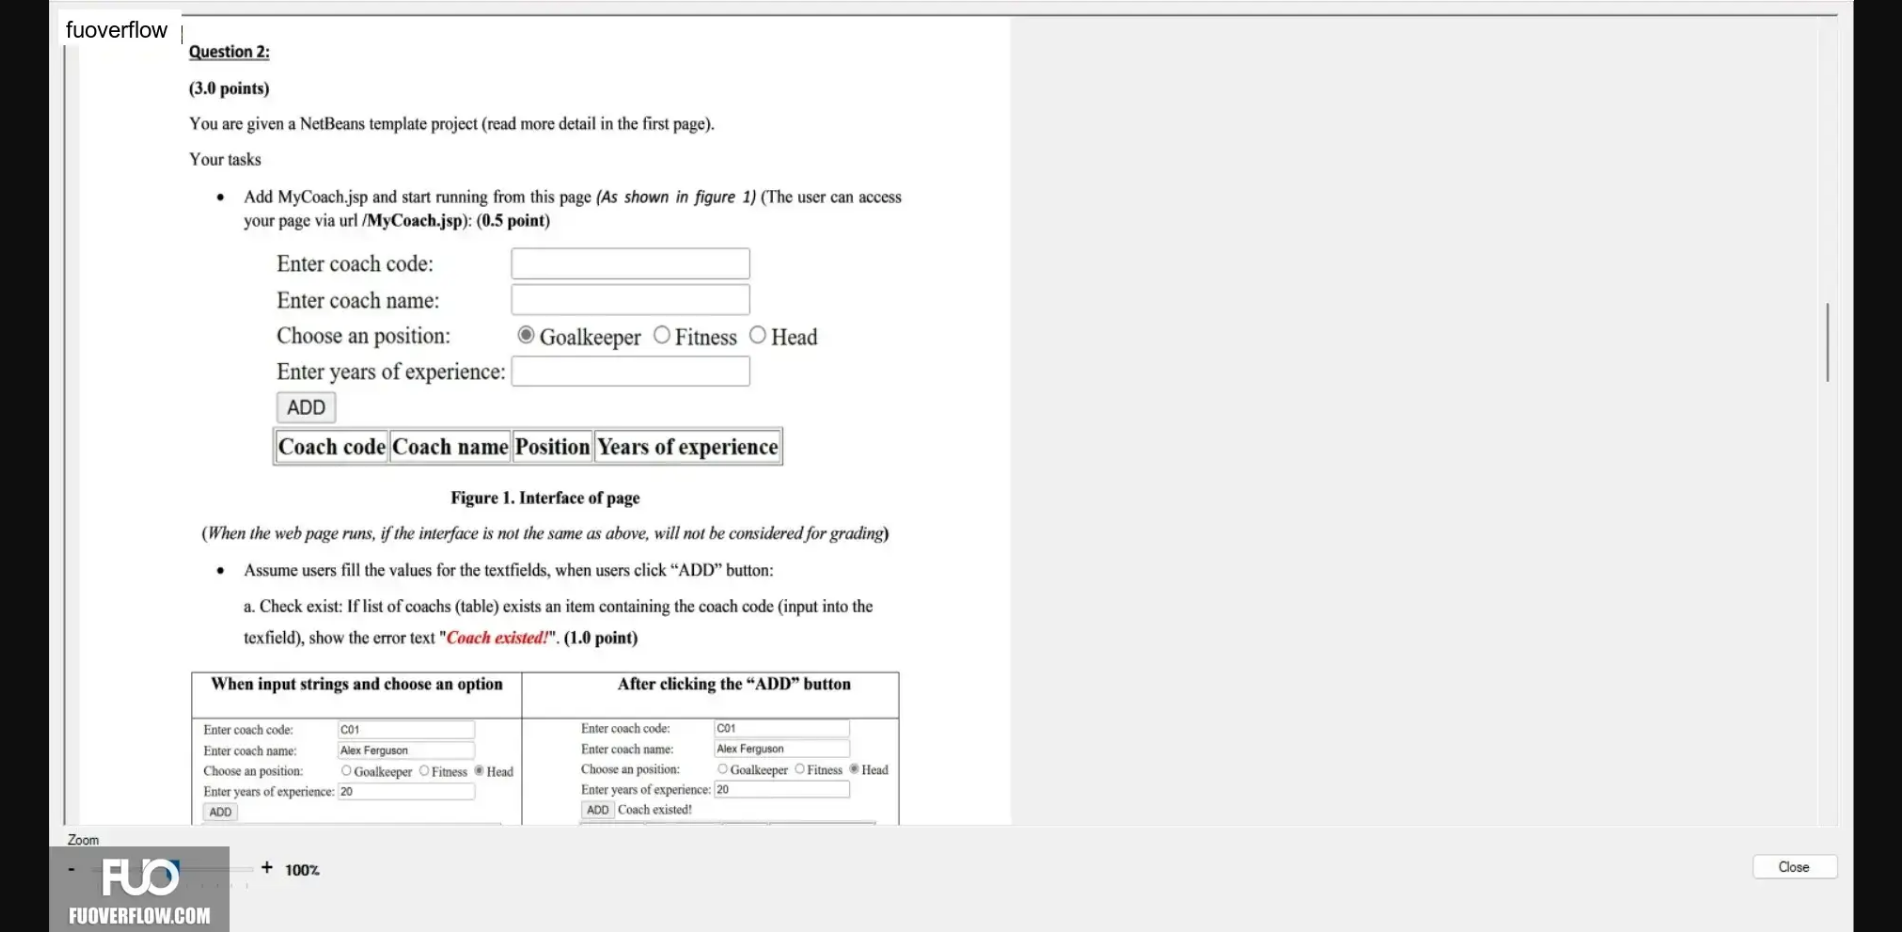 fuoverflow
Question 2:
(3.0 points)
You are given a NetBeans template project (read more detail in the first page).
Your tasks
• Add MyCoach.jsp and start running from this page (As shown in figure 1) (The user can access
your page via url /MyCoach.jsp): (0.5 point)
Enter coach code:
Enter coach name:
Choose an position: Goalkeeper Fitness Head
Enter years of experience:
ADD
Coach code Coach name Position Years of experience
Figure 1. Interface of page
(When the web page runs, if the interface is not the same as above, will not be considered for grading)
• Assume users fill the values for the textfields, when users click “ADD” button:
a. Check exist: If list of coachs (table) exists an item containing the coach code (input into the
texfield), show the error text "Coach existed!". (1.0 point)
When input strings and choose an option
Enter coach code: C01
Enter coach name: Alex Ferguson
Choose an position: Goalkeeper Fitness Head
Enter years of experience: 20
ADD
After clicking the “ADD” button
Enter coach code: C01
Enter coach name: Alex Ferguson
Choose an position: Goalkeeper Fitness Head
Enter years of experience: 20
ADD Coach existed!
Zoom
- + 100%
Close
FUO
FUOVERFLOW.COM